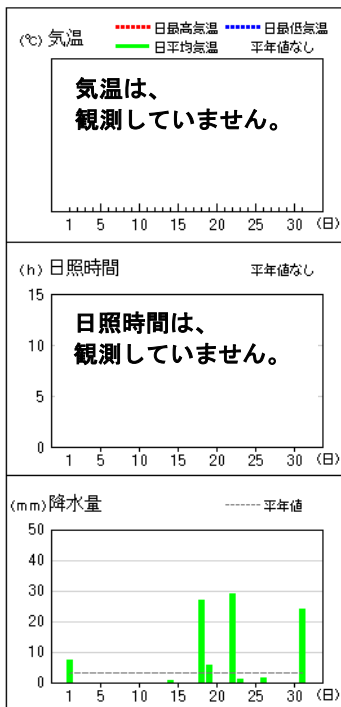 (℃) 気温 日最高気温 日最低気温
日平均気温 平年値なし
気温は、
観測していません。
1 5 10 15 20 25 30 (日)
(h) 日照時間 平年値なし
15
日照時間は、
観測していません。
10
5
0
1 5 10 15 20 25 30 (日)
(mm) 降水量 平年値
50
40
30
20
10
0
1 5 10 15 20 25 30 (日)